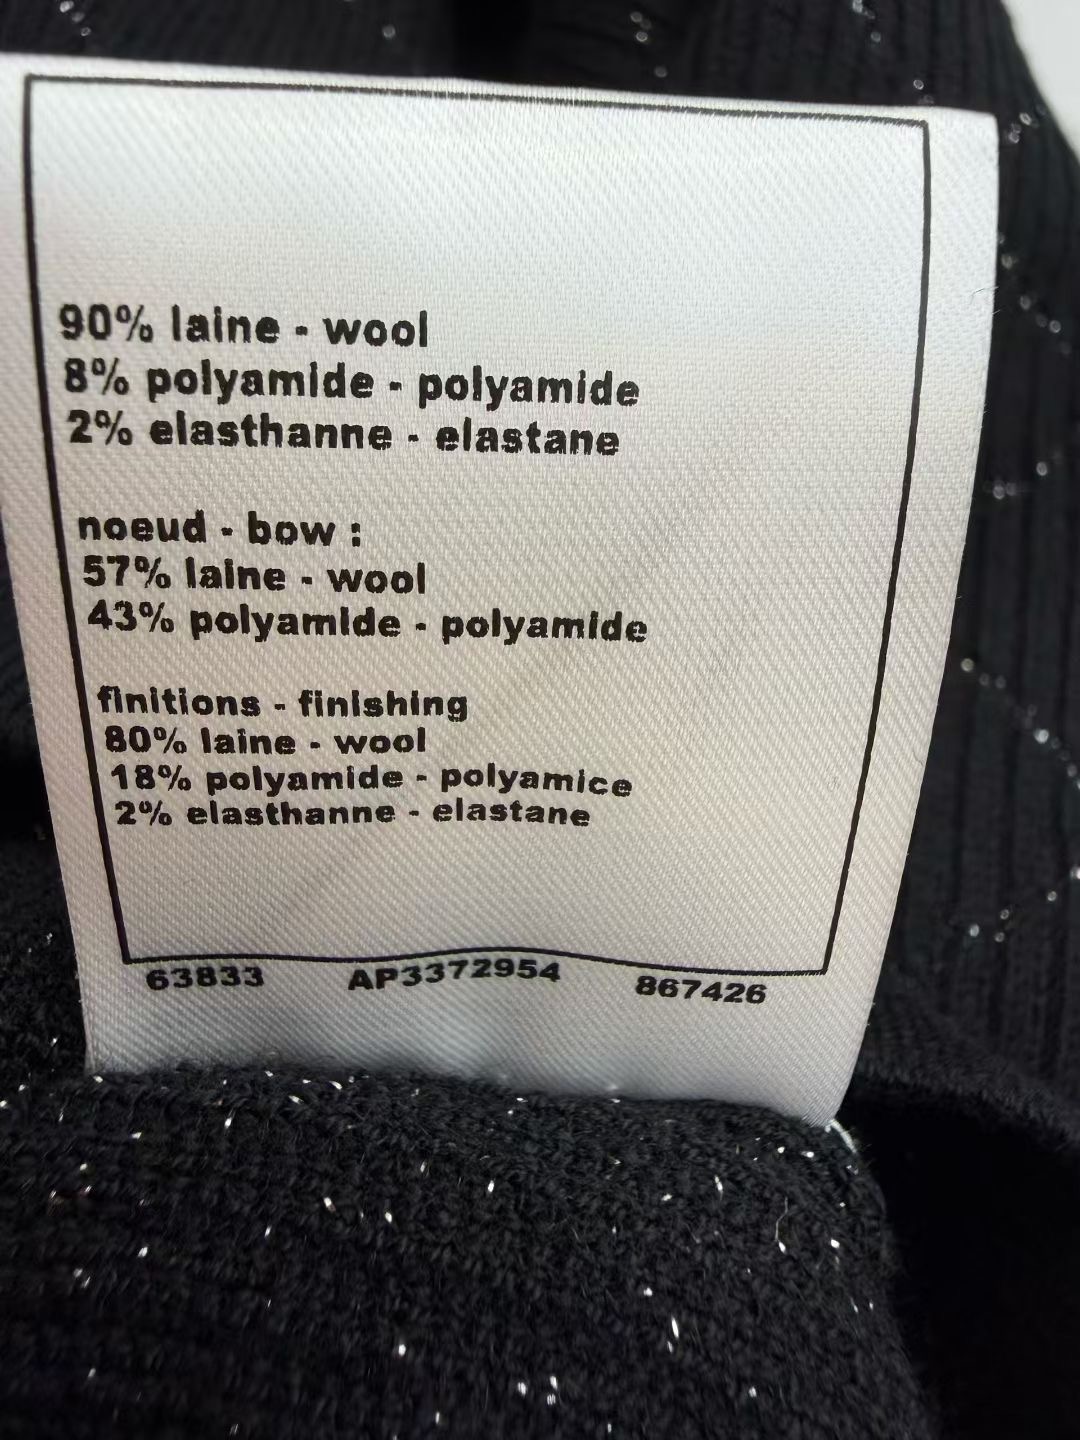 90% laine - wool
8% polyamide - polyamide
2% elasthanne - elastane
noeud - bow :
57% laine - wool
43% polyamide - polyamide
finitions - finishing
80% laine - wool
18% polyamide - polyamice
2% elasthanne - elastane
63833 AP3372954 867426